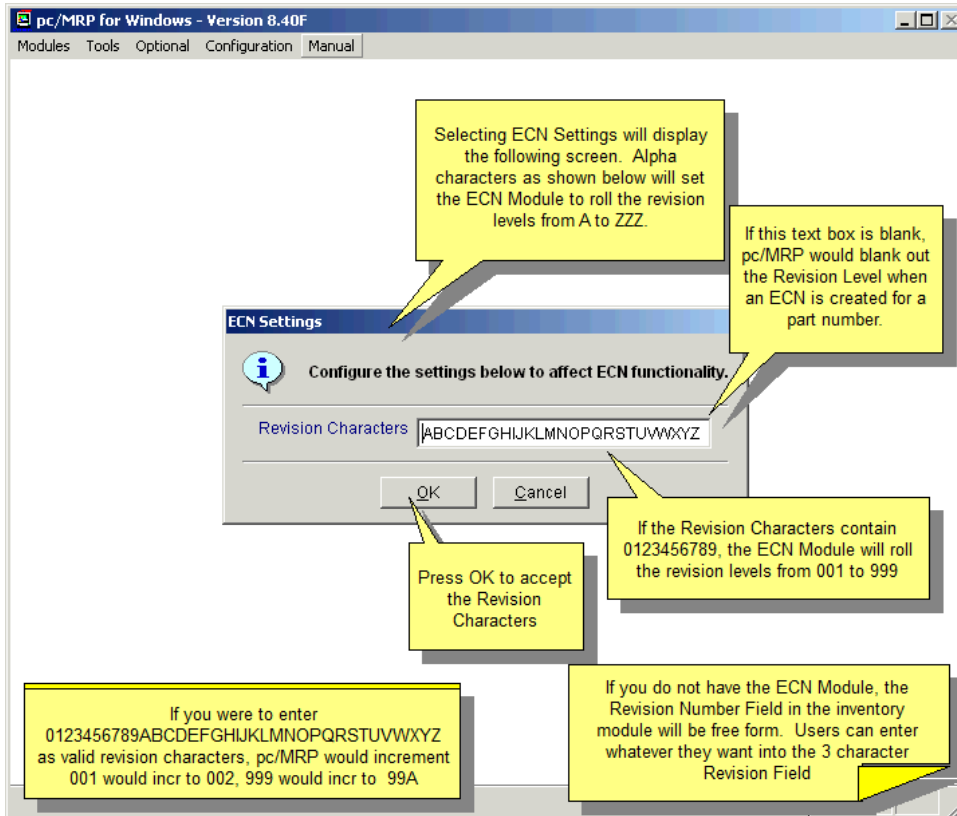 pc/MRP for Windows - Version 8.40F
Modules Tools Optional Configuration Manual
Selecting ECN Settings will display
the following screen. Alpha
characters as shown below will set
the ECN Module to roll the revision
levels from A to ZZZ.
If this text box is blank,
pc/MRP would blank out
the Revision Level when
an ECN is created for a
part number.
ECN Settings
Configure the settings below to affect ECN functionality.
Revision Characters ABCDEFGHIJKLMNOPQRSTUVWXYZ
OK Cancel
If the Revision Characters contain
0123456789, the ECN Module will roll
the revision levels from 001 to 999
Press OK to accept
the Revision
Characters
If you were to enter
0123456789ABCDEFGHIJKLMNOPQRSTUVWXYZ
as valid revision characters, pc/MRP would increment
001 would incr to 002, 999 would incr to 99A
If you do not have the ECN Module, the
Revision Number Field in the inventory
module will be free form. Users can enter
whatever they want into the 3 character
Revision Field